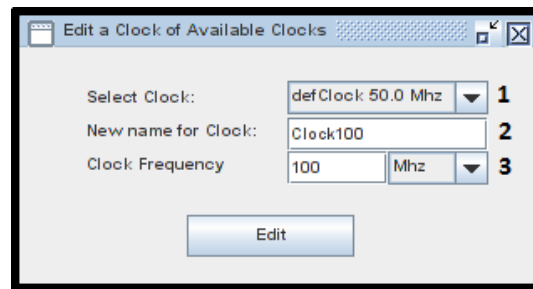 Edit a Clock of Available Clocks
Select Clock: defClock 50.0 Mhz 1
New name for Clock: Clock100 2
Clock Frequency 100 Mhz 3
Edit